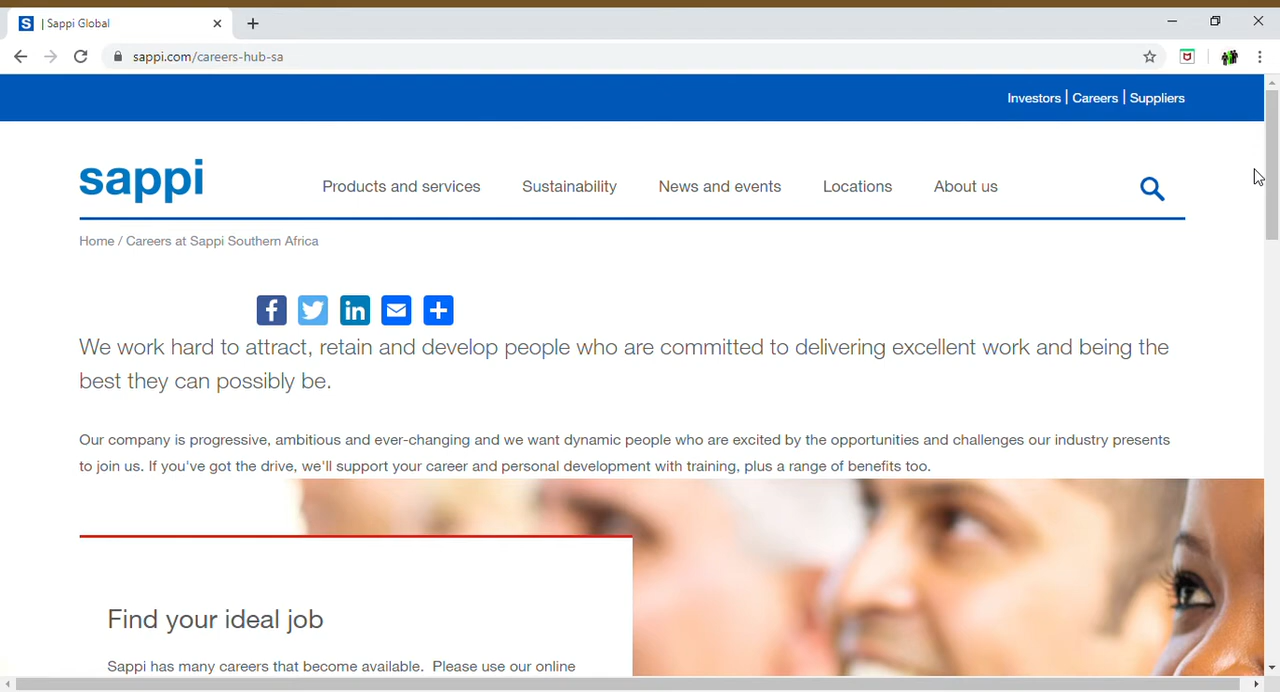 S | Sappi Global
sappi.com/careers-hub-sa
Investors | Careers | Suppliers
sappi
Products and services Sustainability News and events Locations About us
Home / Careers at Sappi Southern Africa
We work hard to attract, retain and develop people who are committed to delivering excellent work and being the
best they can possibly be.
Our company is progressive, ambitious and ever-changing and we want dynamic people who are excited by the opportunities and challenges our industry presents
to join us. If you've got the drive, we'll support your career and personal development with training, plus a range of benefits too.
Find your ideal job
Sappi has many careers that become available. Please use our online